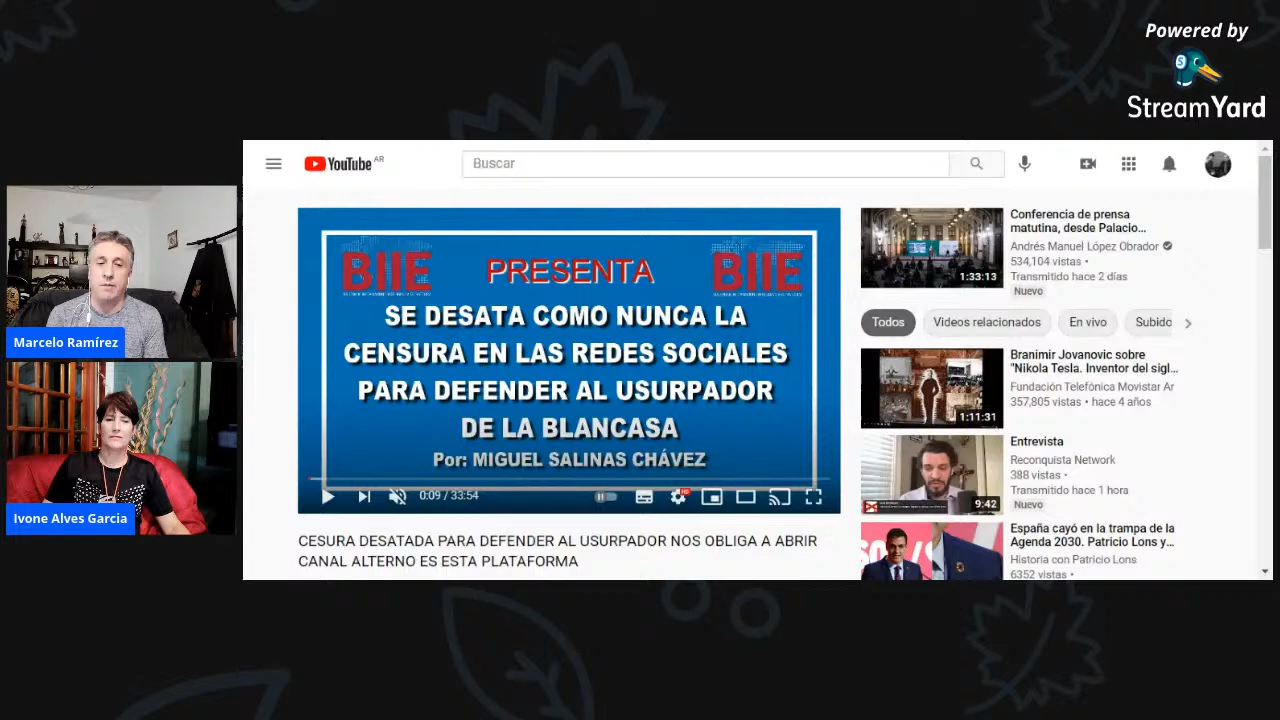 Powered by
StreamYard
Marcelo Ramírez
Ivone Alves García
YouTube AR
Buscar
BIIE PRESENTA BIIE
SE DESATA COMO NUNCA LA
CENSURA EN LAS REDES SOCIALES
PARA DEFENDER AL USURPADOR
DE LA BLANCASA
Por: MIGUEL SALINAS CHÁVEZ
0:09 / 33:54
HD
CESURA DESATADA PARA DEFENDER AL USURPADOR NOS OBLIGA A ABRIR
CANAL ALTERNO ES ESTA PLATAFORMA
1:33:13
Conferencia de prensa
matutina, desde Palacio...
Andrés Manuel López Obrador
534,104 vistas •
Transmitido hace 2 días
Nuevo
Todos
Videos relacionados
En vivo
Subido
1:11:31
Branimir Jovanovic sobre
"Nikola Tesla. Inventor del sigl...
Fundación Telefónica Movistar Ar
357,805 vistas • hace 4 años
9:42
Entrevista
Reconquista Network
388 vistas •
Transmitido hace 1 hora
Nuevo
España cayó en la trampa de la
Agenda 2030. Patricio Lons y...
Historia con Patricio Lons
6352 vistas •